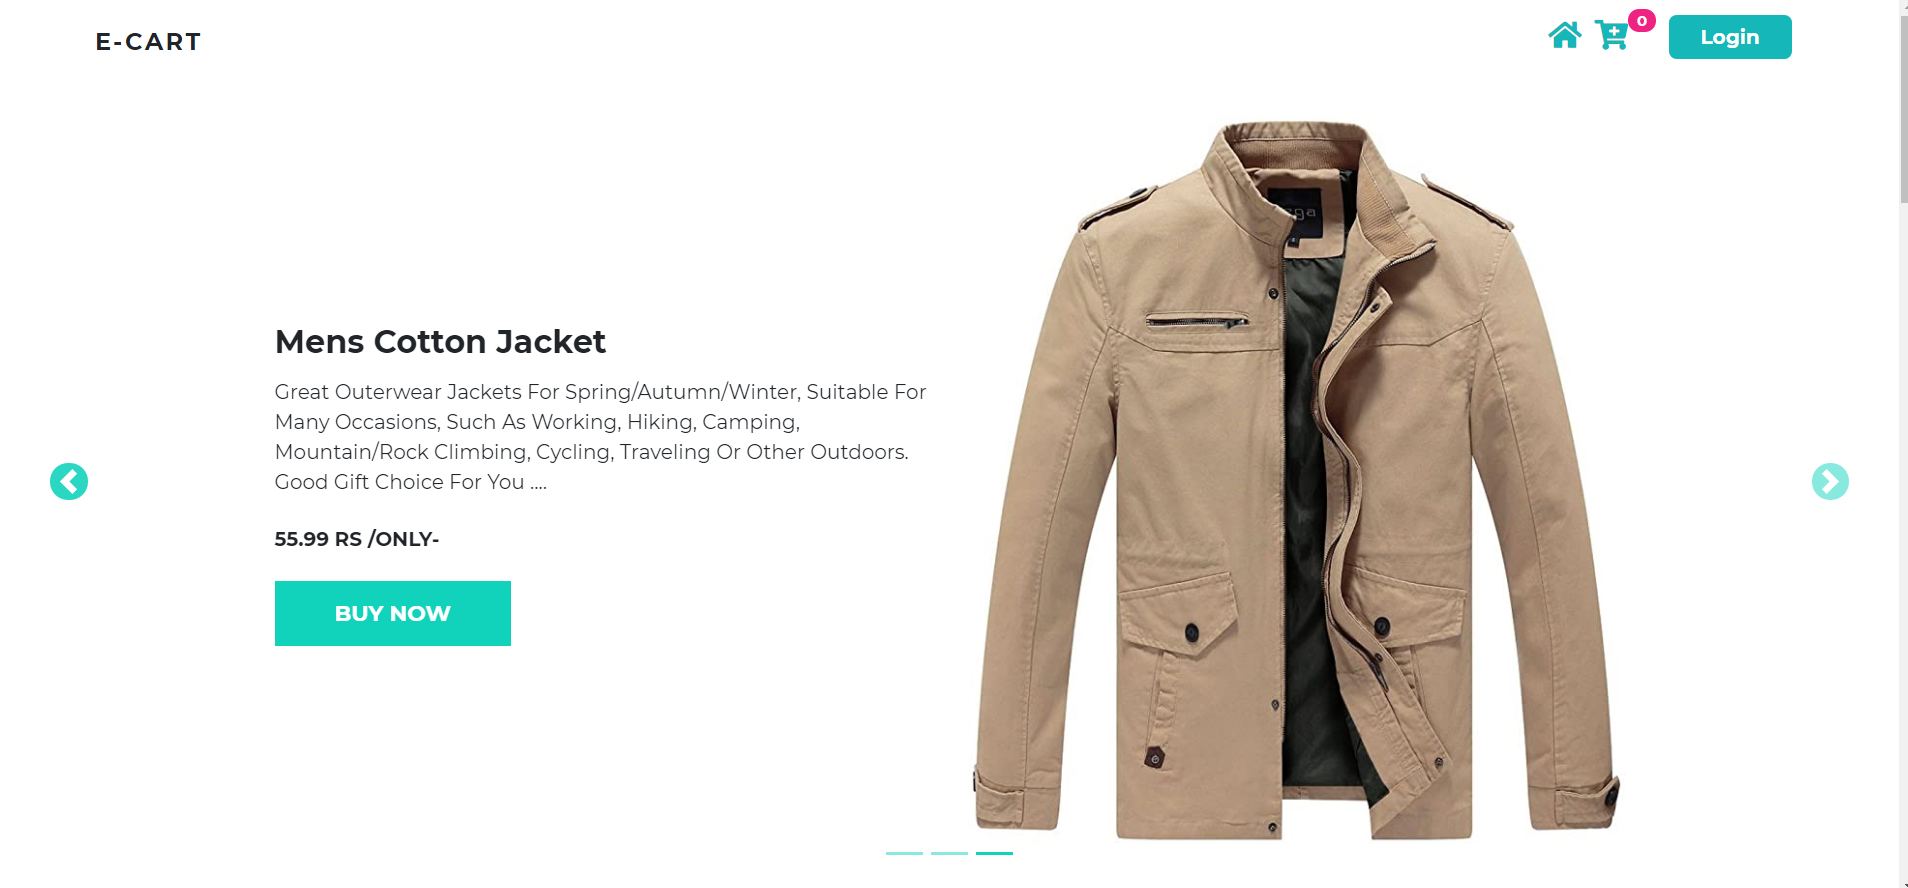 E-CART
0
Login
Mens Cotton Jacket
Great Outerwear Jackets For Spring/Autumn/Winter, Suitable For
Many Occasions, Such As Working, Hiking, Camping,
Mountain/Rock Climbing, Cycling, Traveling Or Other Outdoors.
Good Gift Choice For You ....
55.99 RS /ONLY-
BUY NOW